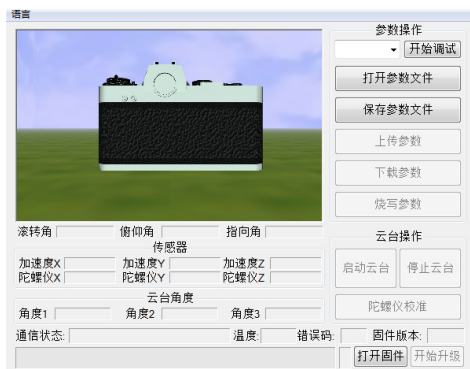 语言
参数操作
开始调试
打开参数文件
保存参数文件
上传参数
下载参数
烧写参数
滚转角 俯仰角 指向角
传感器
加速度X 加速度Y 加速度Z
陀螺仪X 陀螺仪Y 陀螺仪Z
云台角度
角度1 角度2 角度3
云台操作
启动云台 停止云台
陀螺仪校准
通信状态: 温度: 错误码: 固件版本:
打开固件 开始升级